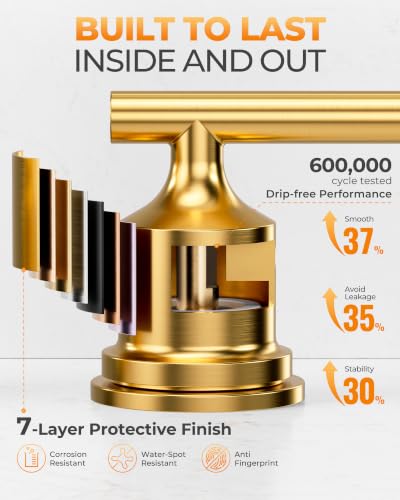 BUILT TO LAST
INSIDE AND OUT
600,000
cycle tested
Drip-free Performance
Smooth
37%
Avoid
Leakage
35%
Stability
30%
7-Layer Protective Finish
Corrosion
Resistant
Water-Spot
Resistant
Anti
Fingerprint